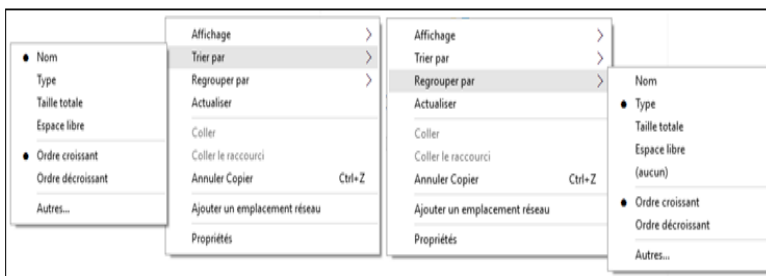 Nom
Type
Taille totale
Espace libre
Ordre croissant
Ordre décroissant
Autres...
Affichage
Trier par
Regrouper par
Actualiser
Coller
Coller le raccourci
Annuler Copier Ctrl+Z
Ajouter un emplacement réseau
Propriétés
Affichage
Trier par
Regrouper par
Actualiser
Coller
Coller le raccourci
Annuler Copier Ctrl+Z
Ajouter un emplacement réseau
Propriétés
Nom
Type
Taille totale
Espace libre
(aucun)
Ordre croissant
Ordre décroissant
Autres...